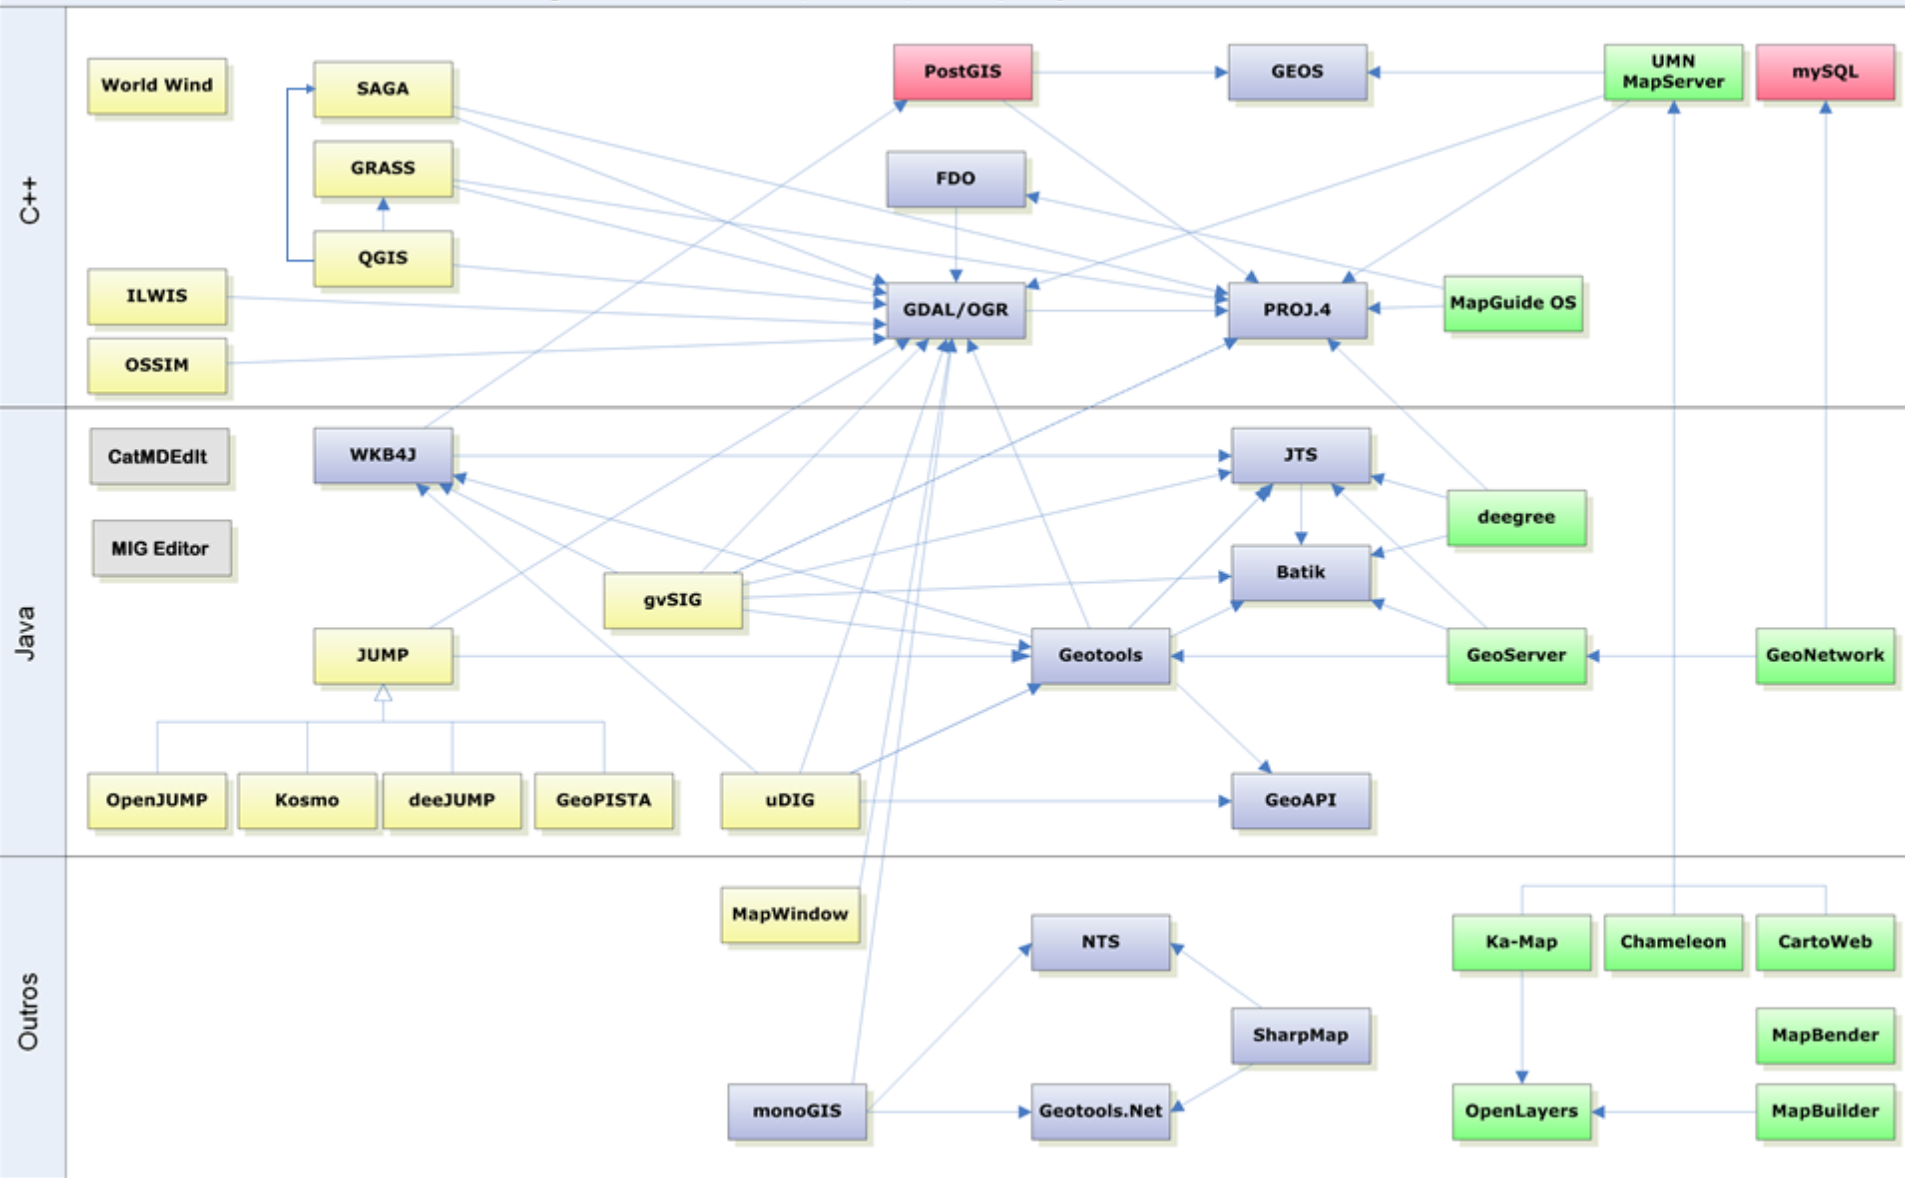 C++
World Wind
SAGA
PostGIS
GEOS
UMN
MapServer
mySQL
GRASS
FDO
QGIS
ILWIS
GDAL/OGR
PROJ.4
MapGuide OS
OSSIM
Java
CatMDEdIt
WKB4J
JTS
deegree
MIG Editor
Batik
gvSIG
JUMP
Geotools
GeoServer
GeoNetwork
OpenJUMP
Kosmo
deeJUMP
GeoPISTA
uDIG
GeoAPI
Outros
MapWindow
NTS
Ka-Map
Chameleon
CartoWeb
SharpMap
MapBender
monoGIS
Geotools.Net
OpenLayers
MapBuilder